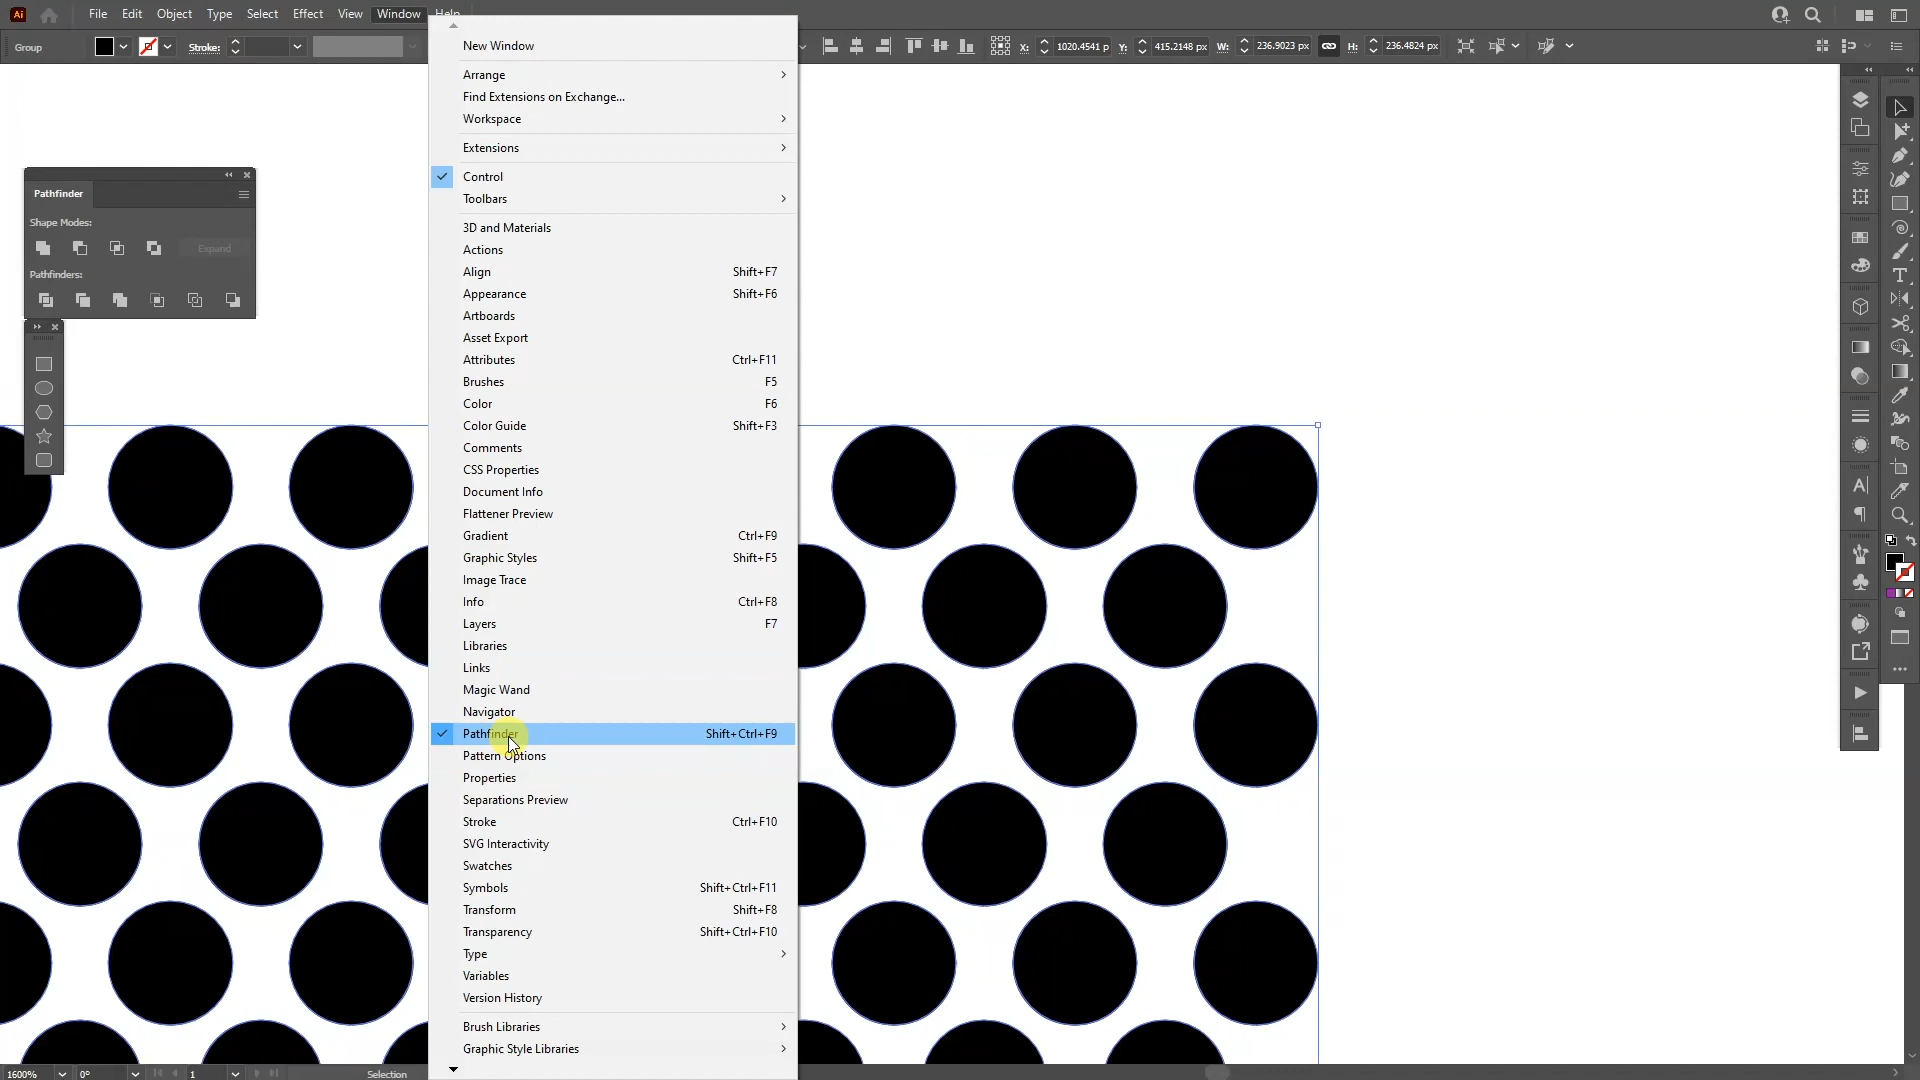 Ai
File Edit Object Type Select Effect View Window Help
Group
Stroke:
X: 1020.4541 p Y: 415.2148 px W: 236.9023 px H: 236.4824 px
New Window
Arrange
Find Extensions on Exchange...
Workspace
Extensions
Control
Toolbars
3D and Materials
Actions
Align Shift+F7
Appearance Shift+F6
Artboards
Asset Export
Attributes Ctrl+F11
Brushes F5
Color F6
Color Guide Shift+F3
Comments
CSS Properties
Document Info
Flattener Preview
Gradient Ctrl+F9
Graphic Styles Shift+F5
Image Trace
Info Ctrl+F8
Layers F7
Libraries
Links
Magic Wand
Navigator
Pathfinder Shift+Ctrl+F9
Pattern Options
Properties
Separations Preview
Stroke Ctrl+F10
SVG Interactivity
Swatches
Symbols Shift+Ctrl+F11
Transform Shift+F8
Transparency Shift+Ctrl+F10
Type
Variables
Version History
Brush Libraries
Graphic Style Libraries
Pathfinder
Shape Modes:
Expand
Pathfinders:
1600% 0° 1 Selection